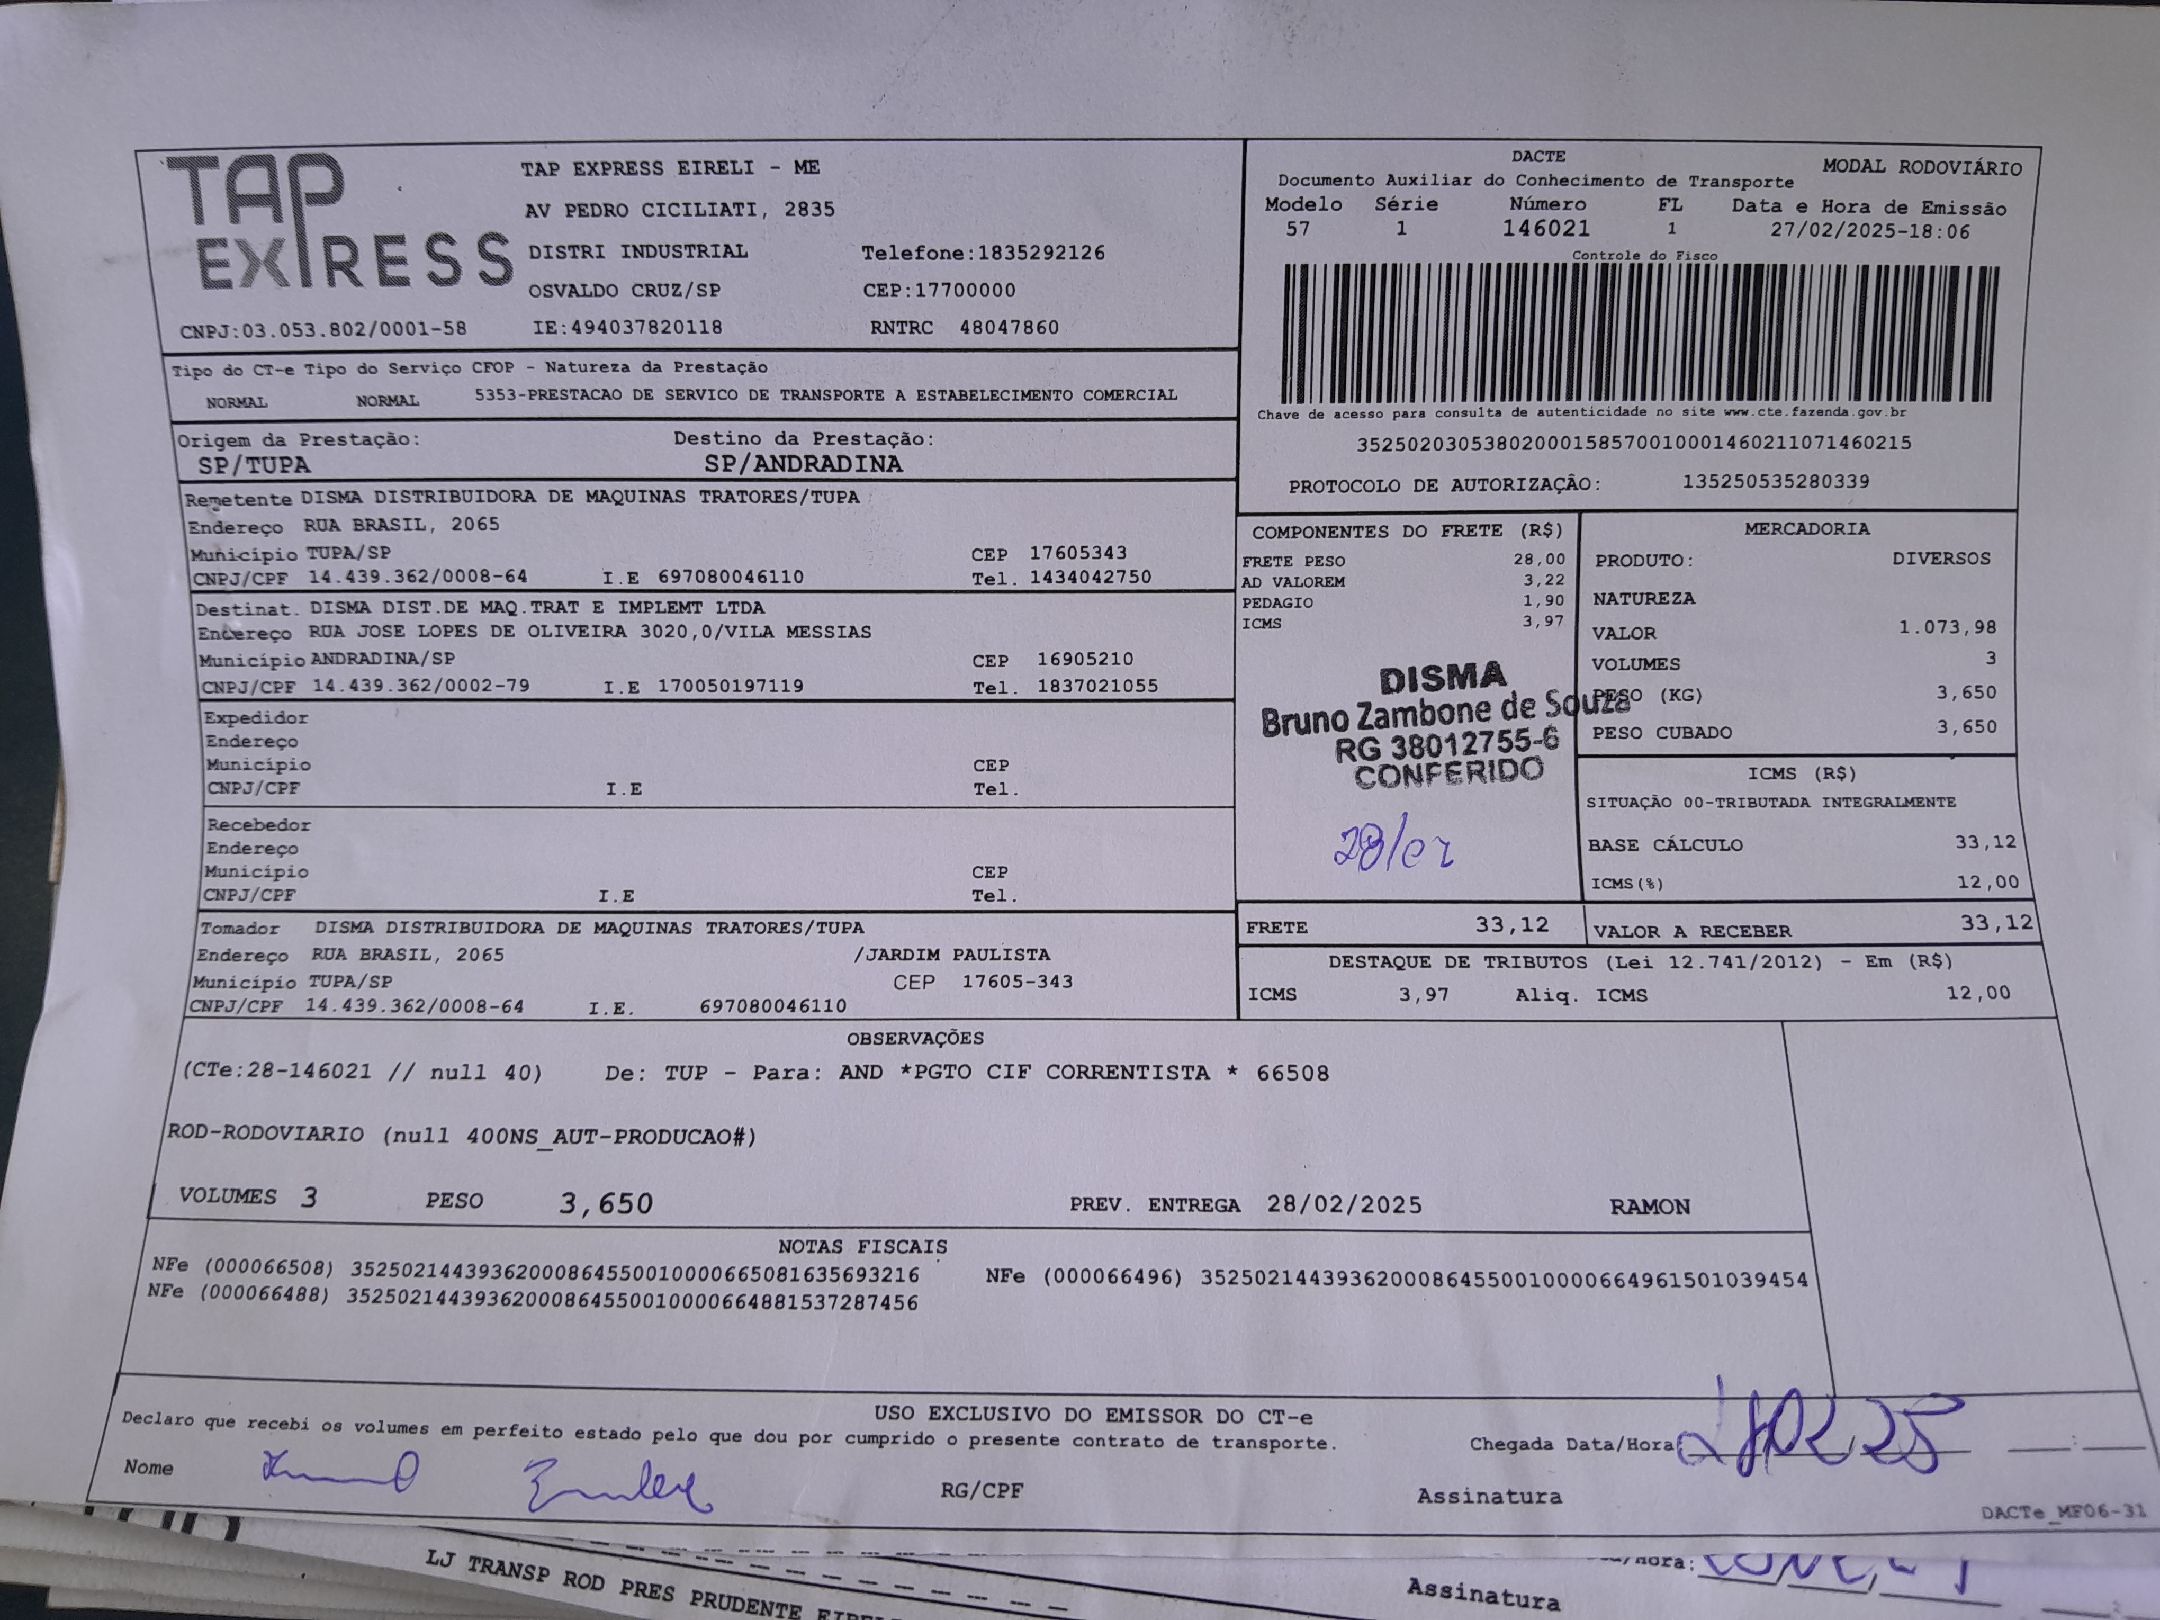 TAP EXPRESS
TAP EXPRESS EIRELI - ME
AV PEDRO CICILIATI, 2835
DISTRI INDUSTRIAL Telefone:1835292126
OSVALDO CRUZ/SP CEP:17700000
CNPJ:03.053.802/0001-58 IE:494037820118 RNTRC 48047860
DACTE MODAL RODOVIÁRIO
Documento Auxiliar do Conhecimento de Transporte
Modelo Série Número FL Data e Hora de Emissão
57 1 146021 1 27/02/2025-18:06
Controle do Fisco
Chave de acesso para consulta de autenticidade no site www.cte.fazenda.gov.br
35250203053802000158570010001460211071460215
PROTOCOLO DE AUTORIZAÇÃO: 135250535280339
Tipo do CT-e Tipo do Serviço CFOP - Natureza da Prestação
NORMAL NORMAL 5353-PRESTACAO DE SERVICO DE TRANSPORTE A ESTABELECIMENTO COMERCIAL
Origem da Prestação: Destino da Prestação:
SP/TUPA SP/ANDRADINA
Remetente DISMA DISTRIBUIDORA DE MAQUINAS TRATORES/TUPA
Endereço RUA BRASIL, 2065
Município TUPA/SP CEP 17605343
CNPJ/CPF 14.439.362/0008-64 I.E 697080046110 Tel. 1434042750
Destinat. DISMA DIST.DE MAQ.TRAT E IMPLEMT LTDA
Endereço RUA JOSE LOPES DE OLIVEIRA 3020,0/VILA MESSIAS
Município ANDRADINA/SP CEP 16905210
CNPJ/CPF 14.439.362/0002-79 I.E 170050197119 Tel. 1837021055
Expedidor
Endereço
Município CEP
CNPJ/CPF I.E Tel.
Recebedor
Endereço
Município CEP
CNPJ/CPF I.E Tel.
Tomador DISMA DISTRIBUIDORA DE MAQUINAS TRATORES/TUPA
Endereço RUA BRASIL, 2065 /JARDIM PAULISTA
Município TUPA/SP CEP 17605-343
CNPJ/CPF 14.439.362/0008-64 I.E. 697080046110
COMPONENTES DO FRETE (R$)
FRETE PESO 28,00
AD VALOREM 3,22
PEDAGIO 1,90
ICMS 3,97
DISMA
Bruno Zambone de Souza
RG 38012755-6
CONFERIDO
28/02
MERCADORIA
PRODUTO: DIVERSOS
NATUREZA
VALOR 1.073,98
VOLUMES 3
PESO (KG) 3,650
PESO CUBADO 3,650
ICMS (R$)
SITUAÇÃO 00-TRIBUTADA INTEGRALMENTE
BASE CÁLCULO 33,12
ICMS(%) 12,00
FRETE 33,12 VALOR A RECEBER 33,12
DESTAQUE DE TRIBUTOS (Lei 12.741/2012) - Em (R$)
ICMS 3,97 Aliq. ICMS 12,00
OBSERVAÇÕES
(CTe:28-146021 // null 40) De: TUP - Para: AND *PGTO CIF CORRENTISTA * 66508
ROD-RODOVIARIO (null 400NS_AUT-PRODUCAO#)
VOLUMES 3 PESO 3,650 PREV. ENTREGA 28/02/2025 RAMON
NOTAS FISCAIS
NFe (000066508) 35250214439362000864550010000665081635693216 NFe (000066496) 35250214439362000864550010000664961501039454
NFe (000066488) 35250214439362000864550010000664881537287456
USO EXCLUSIVO DO EMISSOR DO CT-e
Declaro que recebi os volumes em perfeito estado pelo que dou por cumprido o presente contrato de transporte.
Chegada Data/Hora 28 02 25
Nome RG/CPF Assinatura
DACTe_MF06-31
LJ TRANSP ROD PRES PRUDENTE
Assinatura